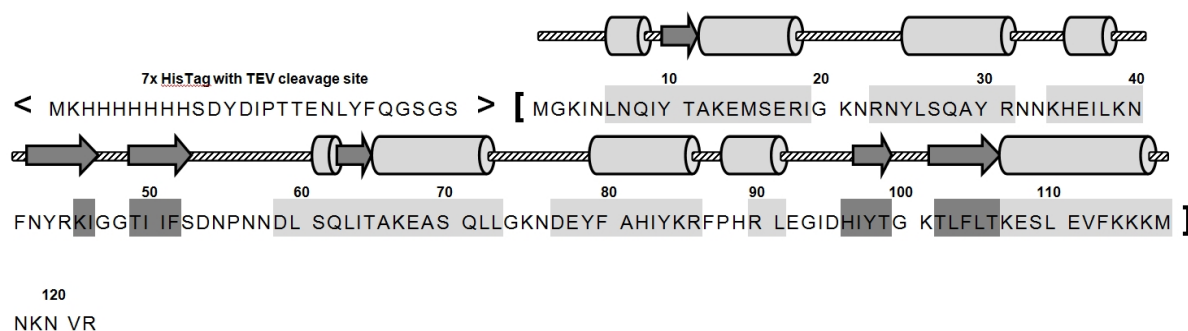 7x HisTag with TEV cleavage site
10 20 30 40
< MKHHHHHHHSDYDIPTTENLYFQGSGS > [ MGKINLNQIY TAKEMSERIG KNRNYLSQAY RNNKHEILKN
50 60 70 80 90 100 110
FNYRKIGGTI IFSDNPNNDL SQLITAKEAS QLLGKNDEYF AHIYKRFPHR LEGIDHIYTG KTLFLTKESL EVFKKKM ]
120
NKN VR